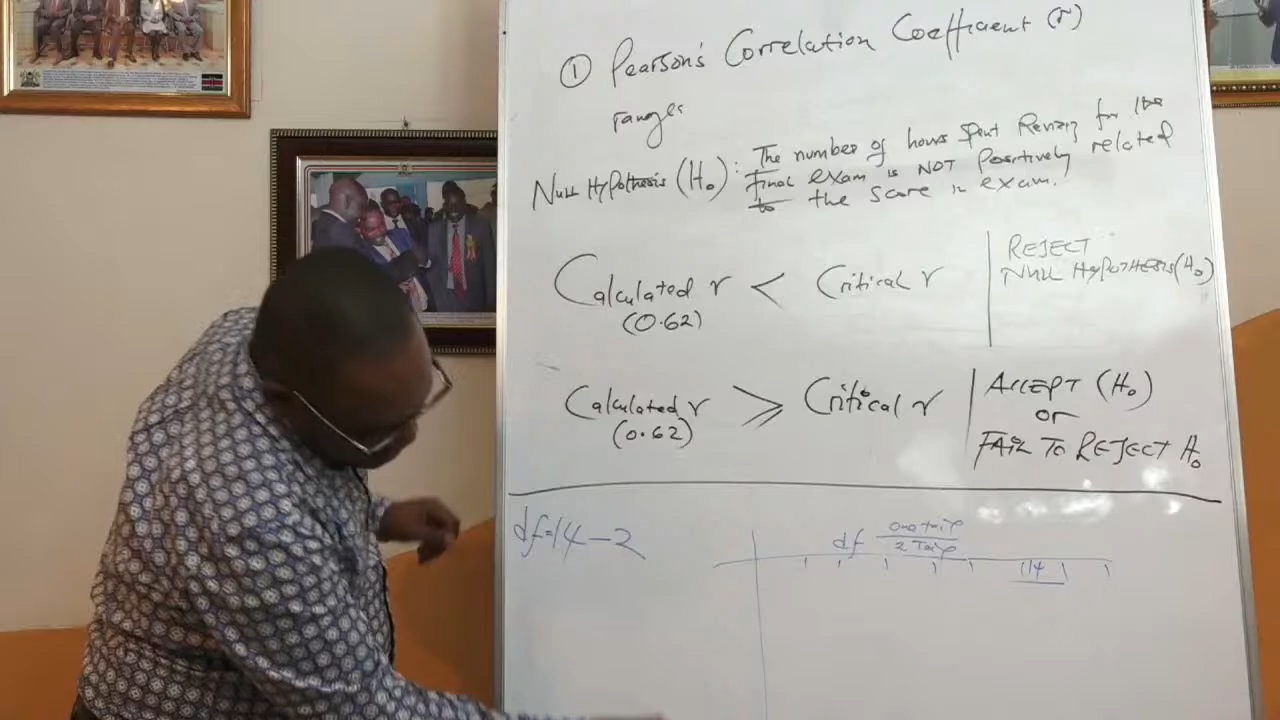 ① Pearson's Correlation Coefficient (r)
ranges
Null Hypothesis (H₀): The number of hours spent for the
final exam is NOT Positively related
to the score in exam.
Calculated r < Critical r
(0.62)
REJECT
NULL HYPOTHESIS (H₀)
Calculated r ≥ Critical r
(0.62)
ACCEPT (H₀)
or
FAIL TO REJECT H₀
df=14-2
df
one tail
2 Tail
14